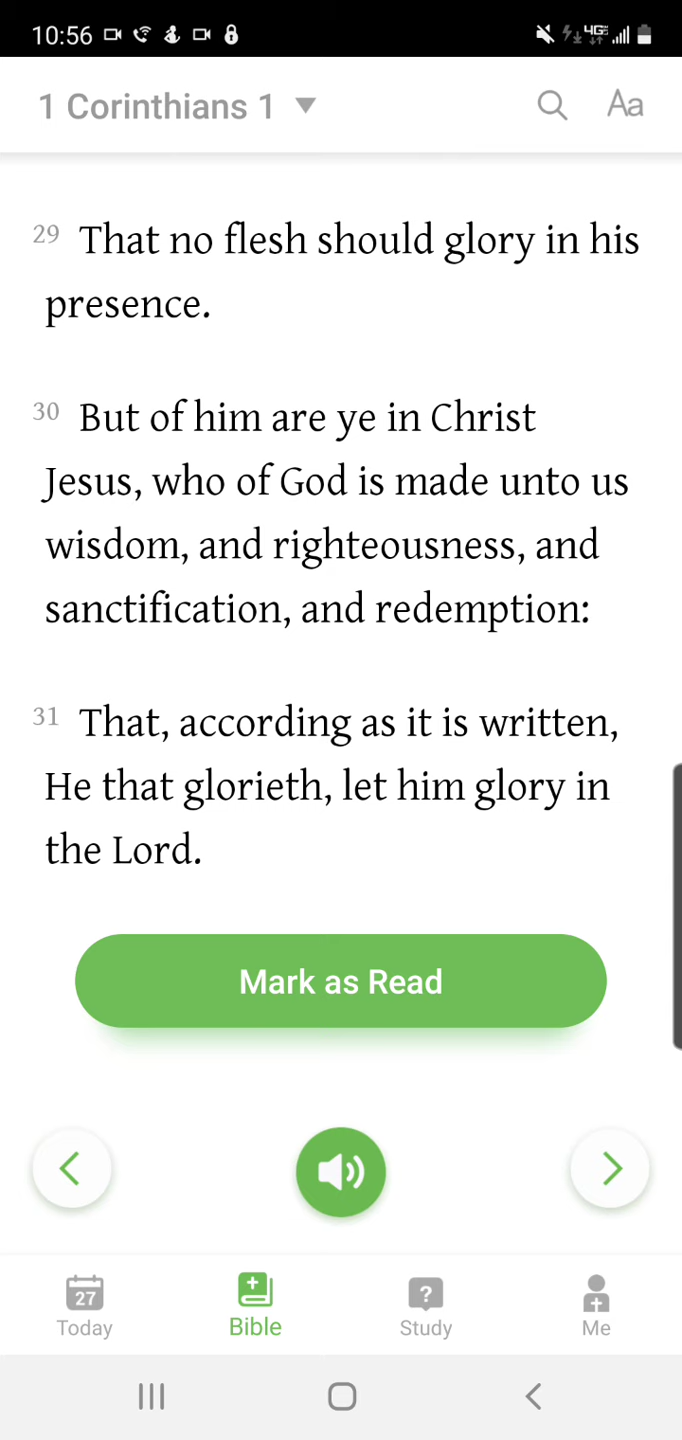 10:56 4GE
1 Corinthians 1 Aa
29 That no flesh should glory in his
presence.
30 But of him are ye in Christ
Jesus, who of God is made unto us
wisdom, and righteousness, and
sanctification, and redemption:
31 That, according as it is written,
He that glorieth, let him glory in
the Lord.
Mark as Read
27 ?
Today Bible Study Me